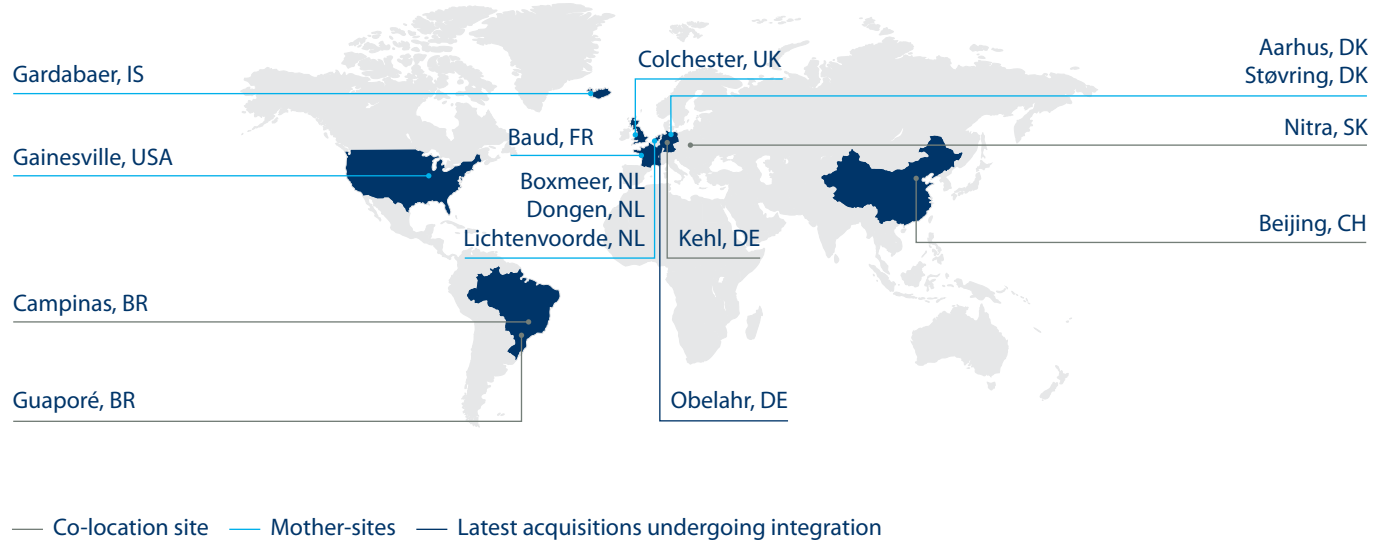 Gardabaer, IS
Colchester, UK
Aarhus, DK
Støvring, DK
Gainesville, USA
Baud, FR
Nitra, SK
Boxmeer, NL
Dongen, NL
Lichtenvoorde, NL
Kehl, DE
Beijing, CH
Campinas, BR
Guaporé, BR
Obelahr, DE
Co-location site
Mother-sites
Latest acquisitions undergoing integration